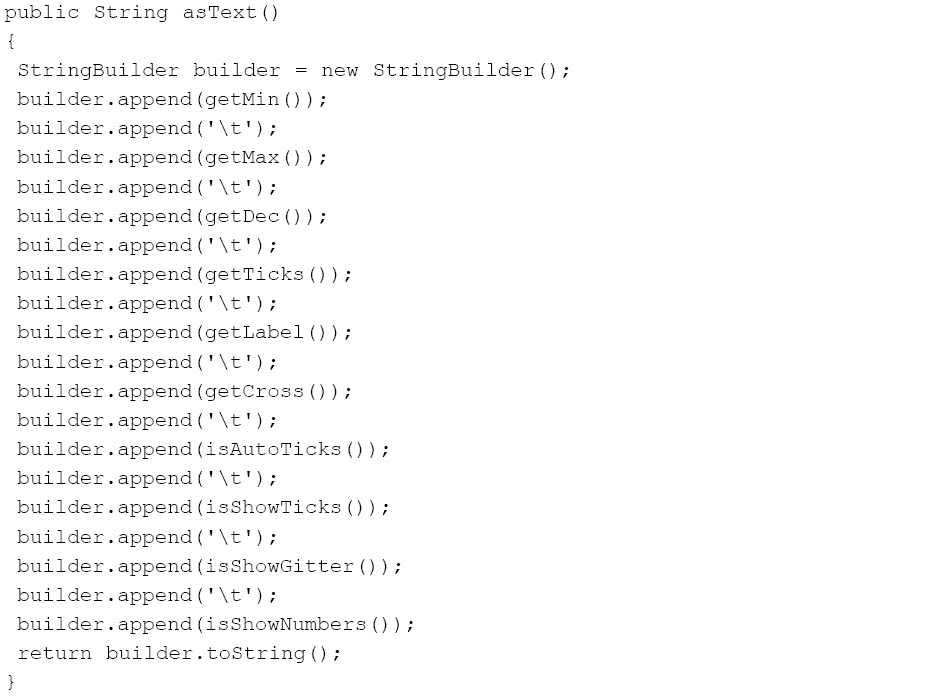 public String asText()
{
 StringBuilder builder = new StringBuilder();
 builder.append(getMin());
 builder.append('\t');
 builder.append(getMax());
 builder.append('\t');
 builder.append(getDec());
 builder.append('\t');
 builder.append(getTicks());
 builder.append('\t');
 builder.append(getLabel());
 builder.append('\t');
 builder.append(getCross());
 builder.append('\t');
 builder.append(isAutoTicks());
 builder.append('\t');
 builder.append(isShowTicks());
 builder.append('\t');
 builder.append(isShowGitter());
 builder.append('\t');
 builder.append(isShowNumbers());
 return builder.toString();
}